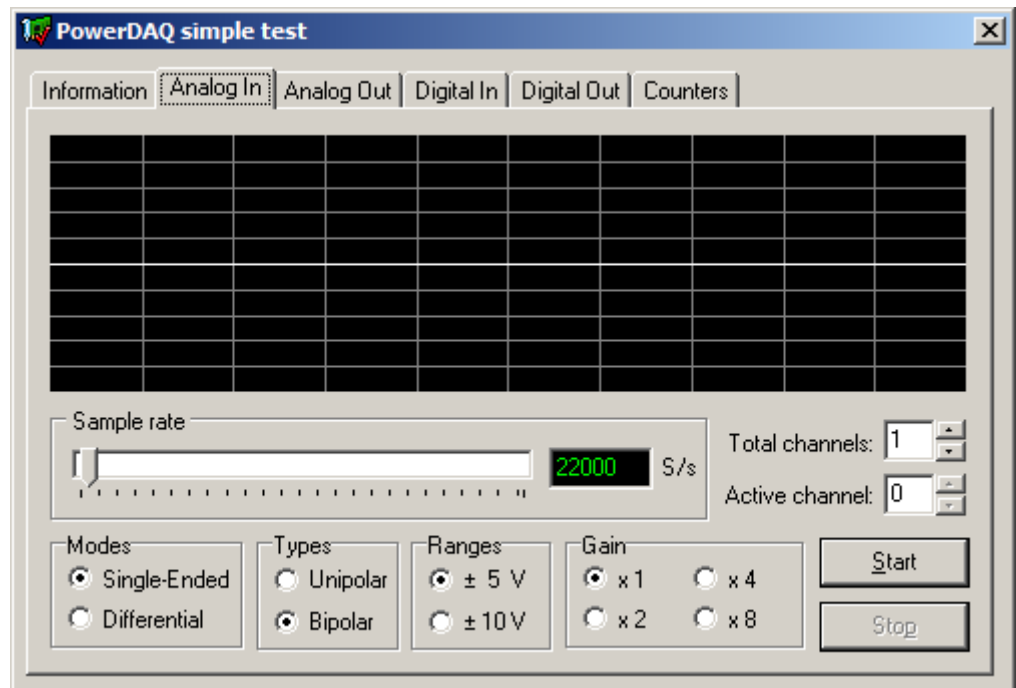 PowerDAQ simple test
Information Analog In Analog Out Digital In Digital Out Counters
Sample rate
22000 S/s
Total channels: 1
Active channel: 0
Modes
Single-Ended
Differential
Types
Unipolar
Bipolar
Ranges
± 5 V
± 10 V
Gain
x 1 x 4
x 2 x 8
Start
Stop